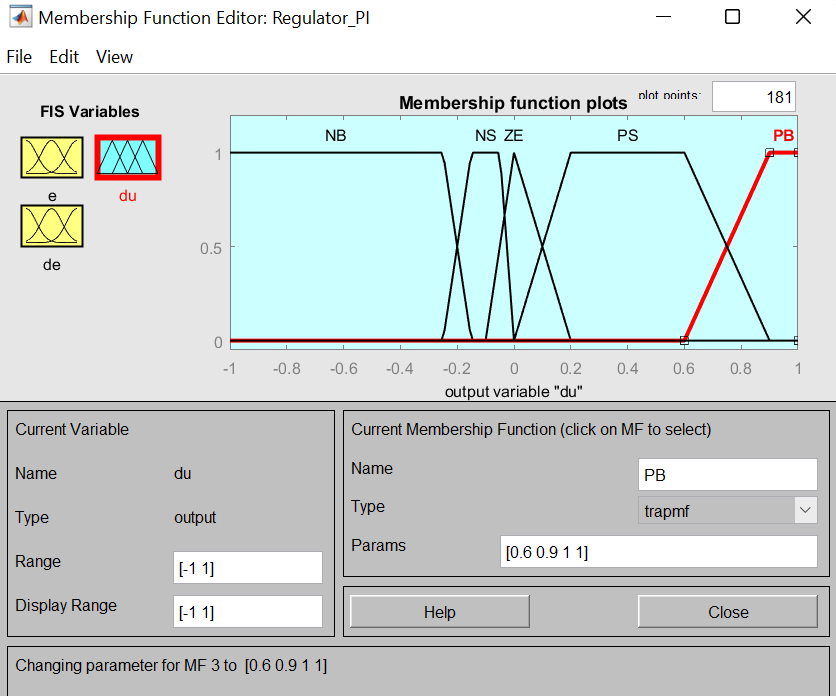 Membership Function Editor: Regulator_PI
File Edit View
FIS Variables
e
du
de
Membership function plots
plot points:
181
NB NS ZE PS PB
1
0.5
0
-1 -0.8 -0.6 -0.4 -0.2 0 0.2 0.4 0.6 0.8 1
output variable "du"
Current Variable
Name du
Type output
Range [-1 1]
Display Range [-1 1]
Current Membership Function (click on MF to select)
Name PB
Type trapmf
Params [0.6 0.9 1 1]
Help Close
Changing parameter for MF 3 to [0.6 0.9 1 1]